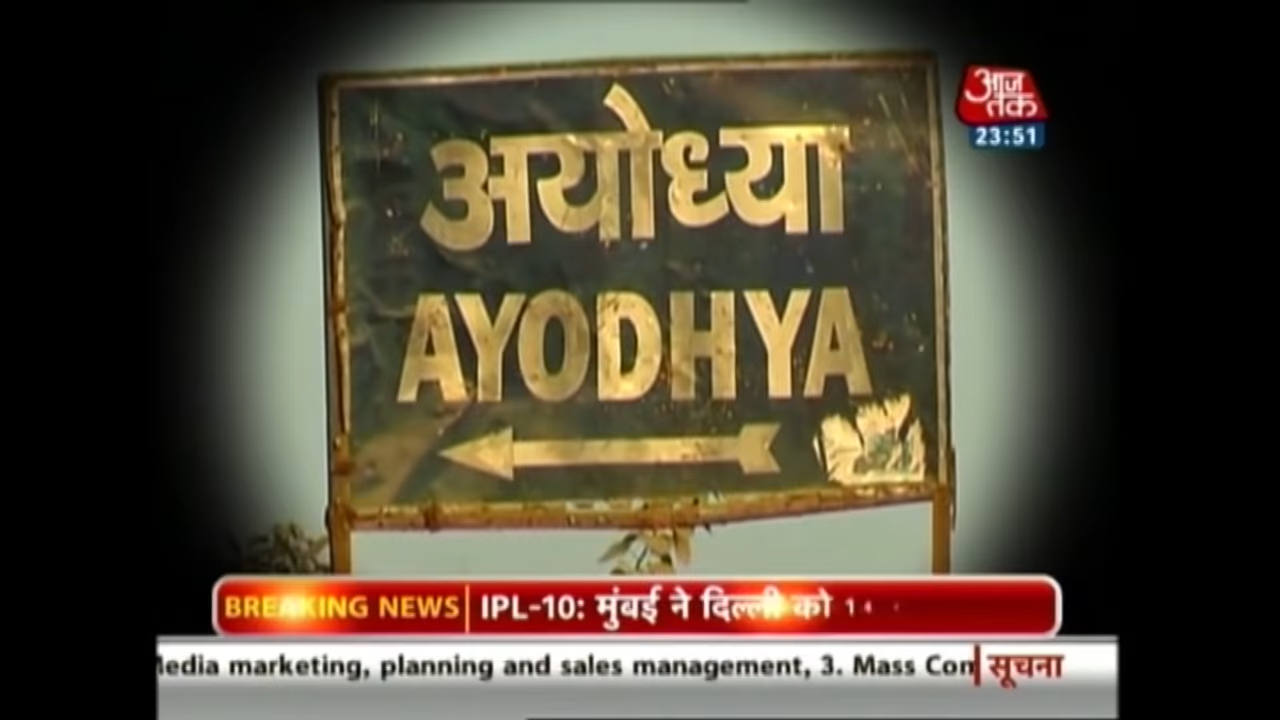 अयोध्या
AYODHYA
आज
तक
23:51
BREAKING NEWS
IPL-10: मुंबई ने दिल्ली को
edia marketing, planning and sales management, 3. Mass Con
सूचना